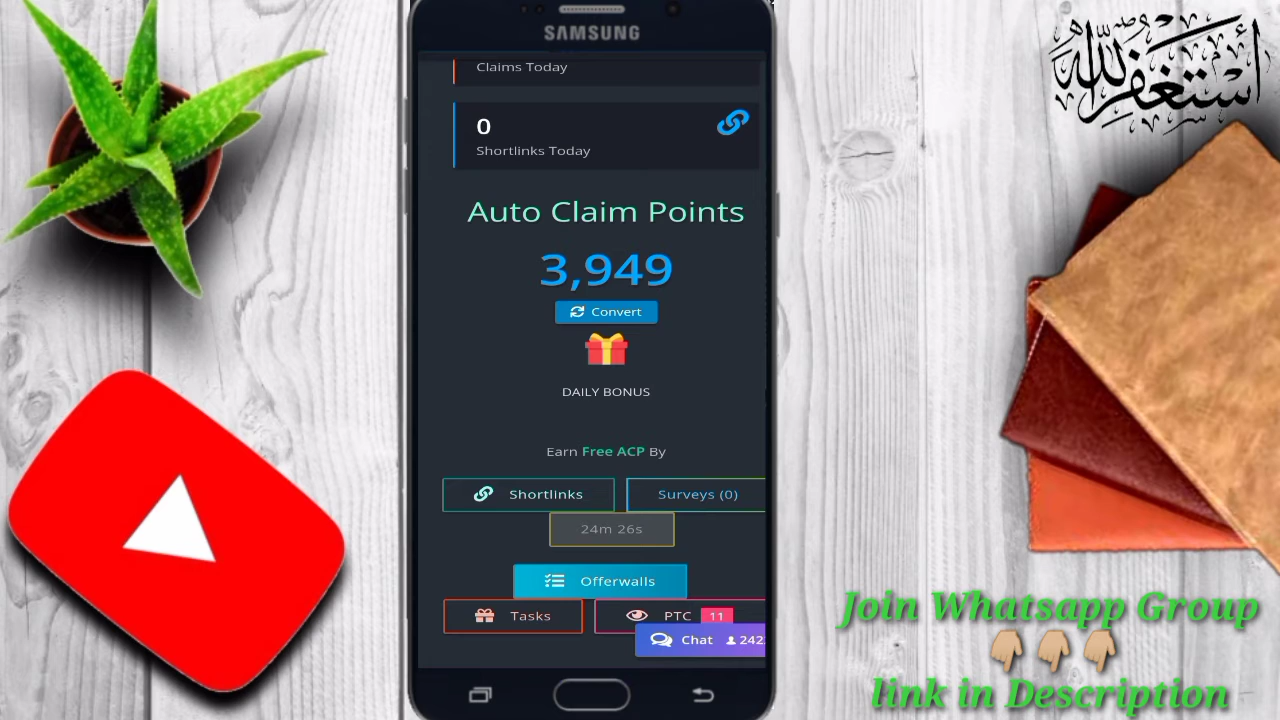 SAMSUNG
أستغفر الله
Claims Today
0
Shortlinks Today
Auto Claim Points
3,949
Convert
DAILY BONUS
Earn Free ACP By
Shortlinks
Surveys (0)
24m 26s
Offerwalls
Tasks
PTC 11
Chat 242
Join Whatsapp Group
link in Description